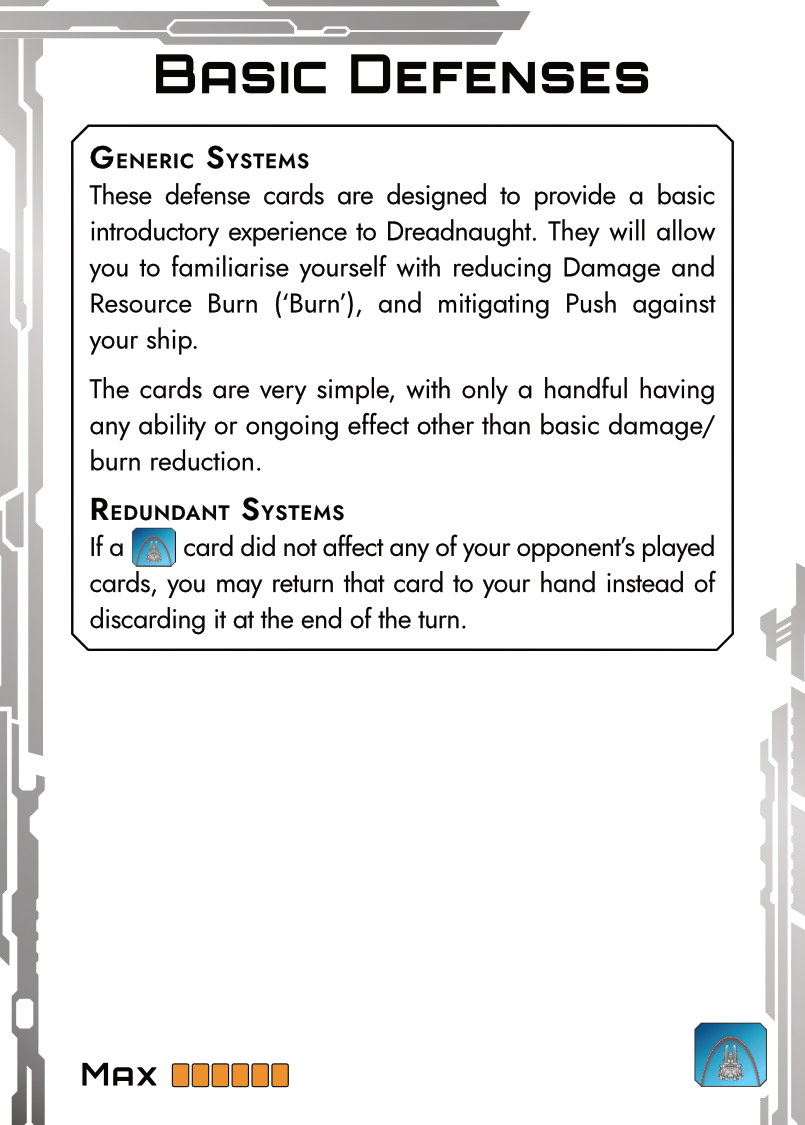 Basic Defenses
Generic Systems
These defense cards are designed to provide a basic
introductory experience to Dreadnaught. They will allow
you to familiarise yourself with reducing Damage and
Resource Burn (‘Burn’), and mitigating Push against
your ship.
The cards are very simple, with only a handful having
any ability or ongoing effect other than basic damage/
burn reduction.
Redundant Systems
If a card did not affect any of your opponent’s played
cards, you may return that card to your hand instead of
discarding it at the end of the turn.
Max